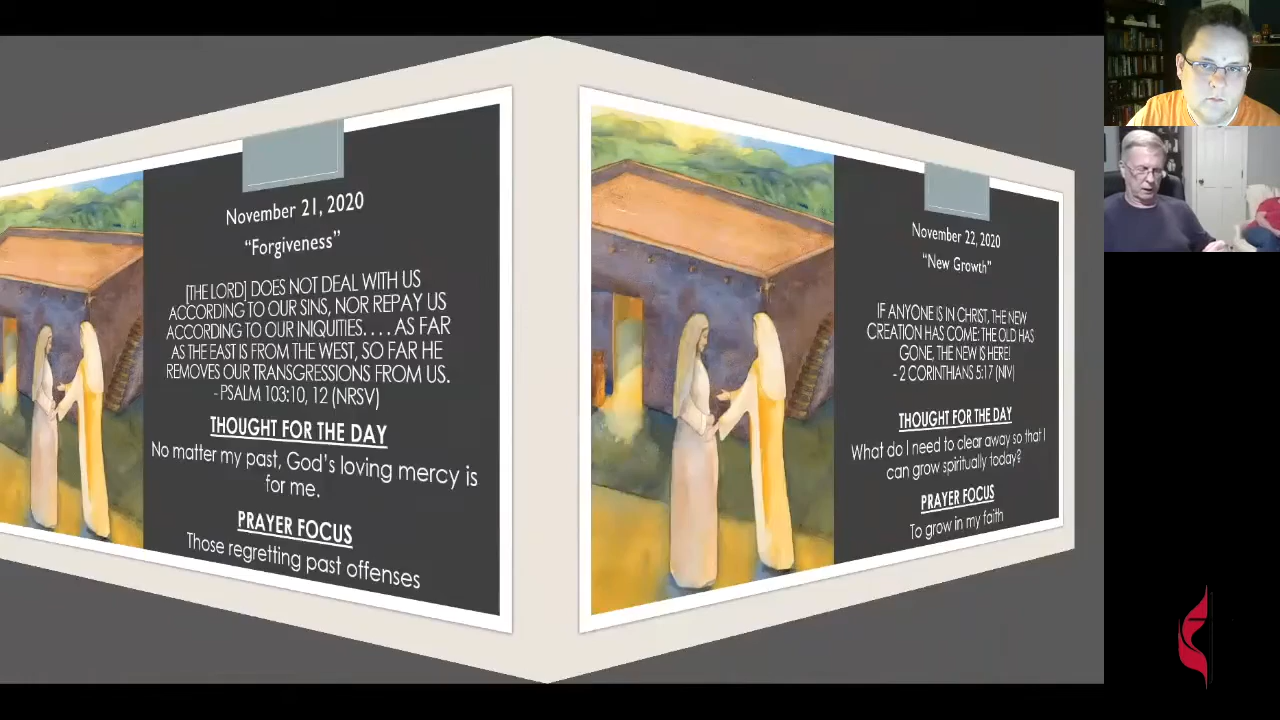 November 21, 2020
“Forgiveness”
[THE LORD] DOES NOT DEAL WITH US
ACCORDING TO OUR SINS, NOR REPAY US
ACCORDING TO OUR INIQUITIES. . . . AS FAR
AS THE EAST IS FROM THE WEST, SO FAR HE
REMOVES OUR TRANSGRESSIONS FROM US.
- PSALM 103:10, 12 (NRSV)
THOUGHT FOR THE DAY
No matter my past, God’s loving mercy is
for me.
PRAYER FOCUS
Those regretting past offenses
November 22, 2020
“New Growth”
IF ANYONE IS IN CHRIST, THE NEW
CREATION HAS COME: THE OLD HAS
GONE, THE NEW IS HERE!
- 2 CORINTHIANS 5:17 (NIV)
THOUGHT FOR THE DAY
What do I need to clear away so that I
can grow spiritually today?
PRAYER FOCUS
To grow in my faith